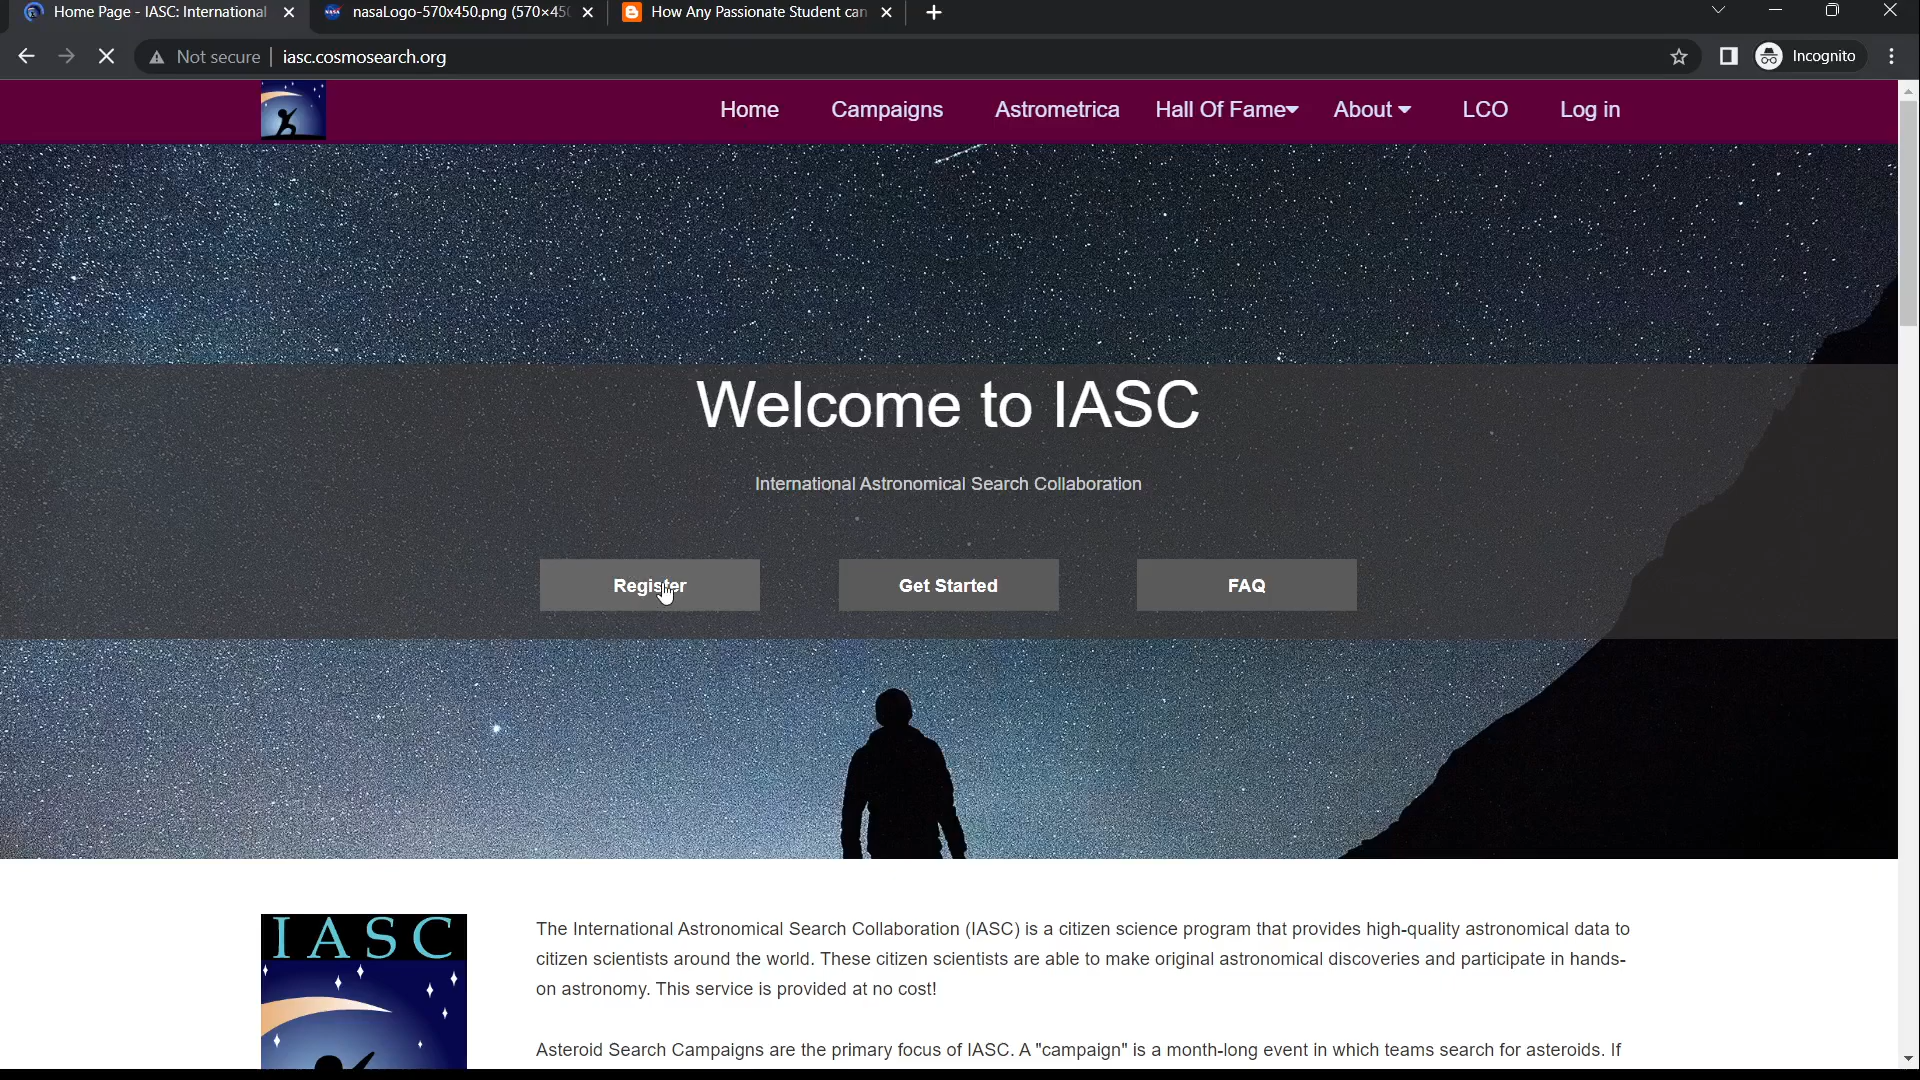 Home Page - IASC: International
nasaLogo-570x450.png (570×45
How Any Passionate Student can
Not secure
iasc.cosmosearch.org
Incognito
Home
Campaigns
Astrometrica
Hall Of Fame
About
LCO
Log in
Welcome to IASC
International Astronomical Search Collaboration
Register
Get Started
FAQ
IASC
The International Astronomical Search Collaboration (IASC) is a citizen science program that provides high-quality astronomical data to
citizen scientists around the world. These citizen scientists are able to make original astronomical discoveries and participate in hands-
on astronomy. This service is provided at no cost!
Asteroid Search Campaigns are the primary focus of IASC. A "campaign" is a month-long event in which teams search for asteroids. If